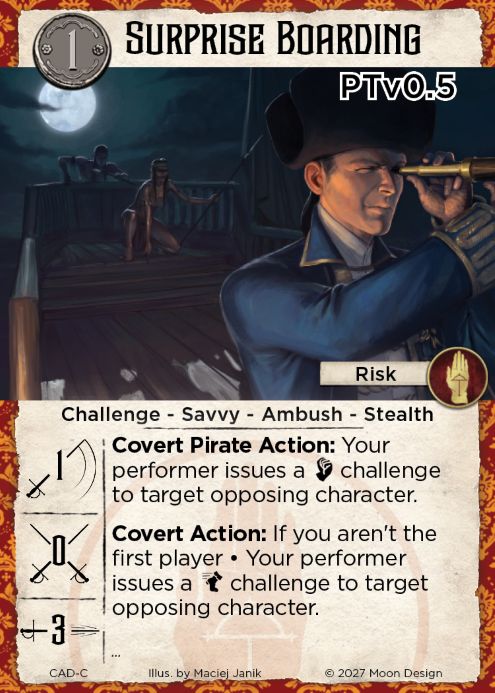 1
SURPRISE BOARDING
PTv0.5
Risk
Challenge - Savvy - Ambush - Stealth
1
Covert Pirate Action: Your
performer issues a challenge
to target opposing character.
0
Covert Action: If you aren't the
first player • Your performer
issues a challenge to target
opposing character.
3
...
CAD-C
Illus. by Maciej Janik
© 2027 Moon Design